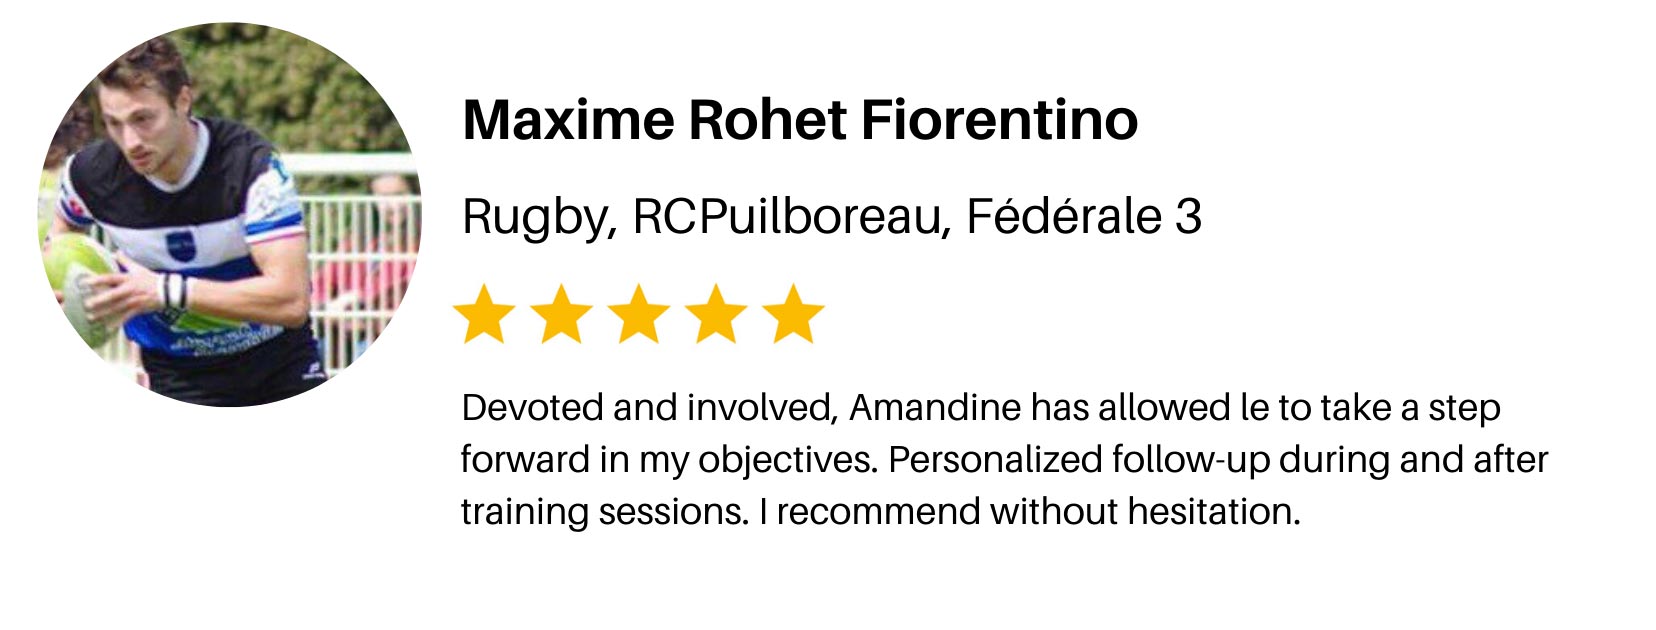 Maxime Rohet Fiorentino
Rugby, RCPuilboreau, Fédérale 3
Devoted and involved, Amandine has allowed le to take a step
forward in my objectives. Personalized follow-up during and after
training sessions. I recommend without hesitation.